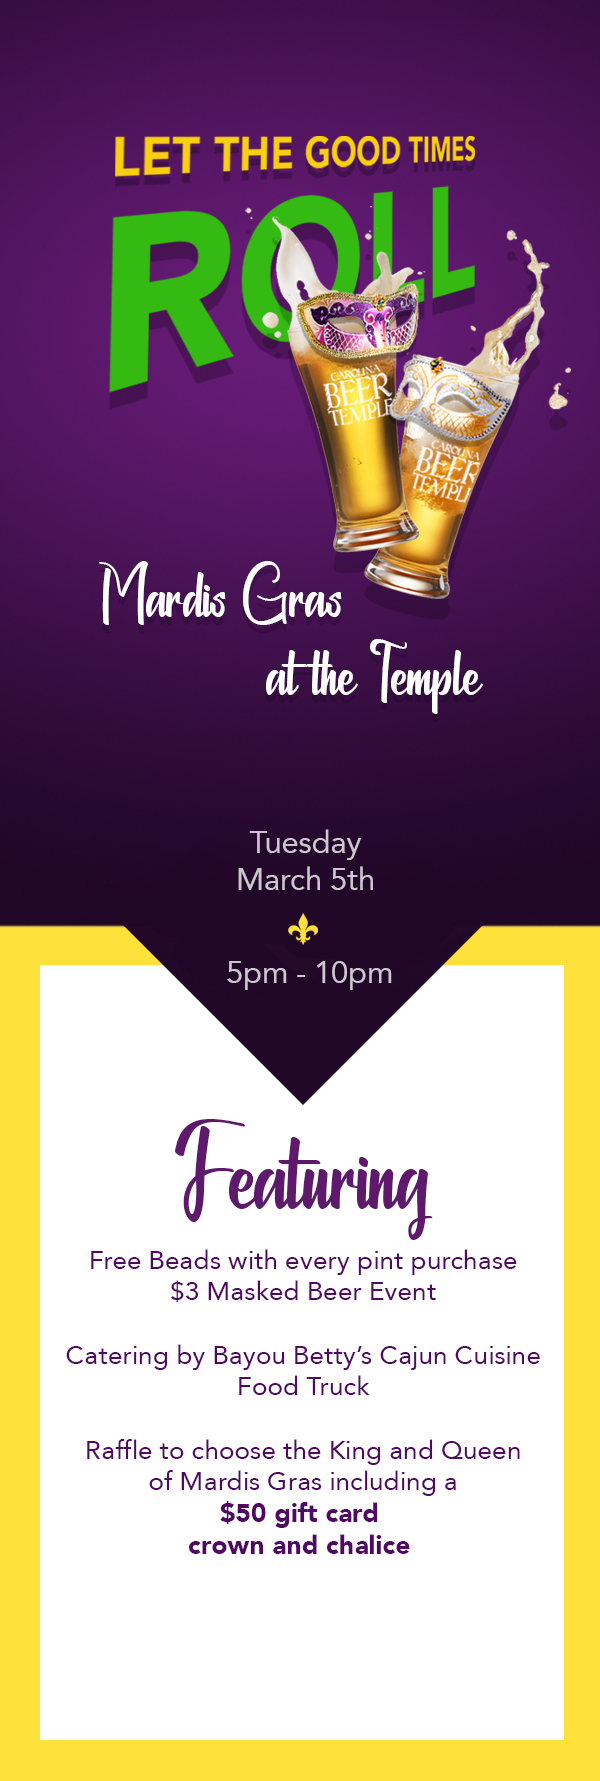 LET THE GOOD TIMES
ROLL
CAROLINA
BEER
TEMPLE
CAROLINA
BEER
TEMPL
Mardis Gras
at the Temple
Tuesday
March 5th
5pm - 10pm
Featuring
Free Beads with every pint purchase
$3 Masked Beer Event
Catering by Bayou Betty’s Cajun Cuisine
Food Truck
Raffle to choose the King and Queen
of Mardis Gras including a
$50 gift card
crown and chalice